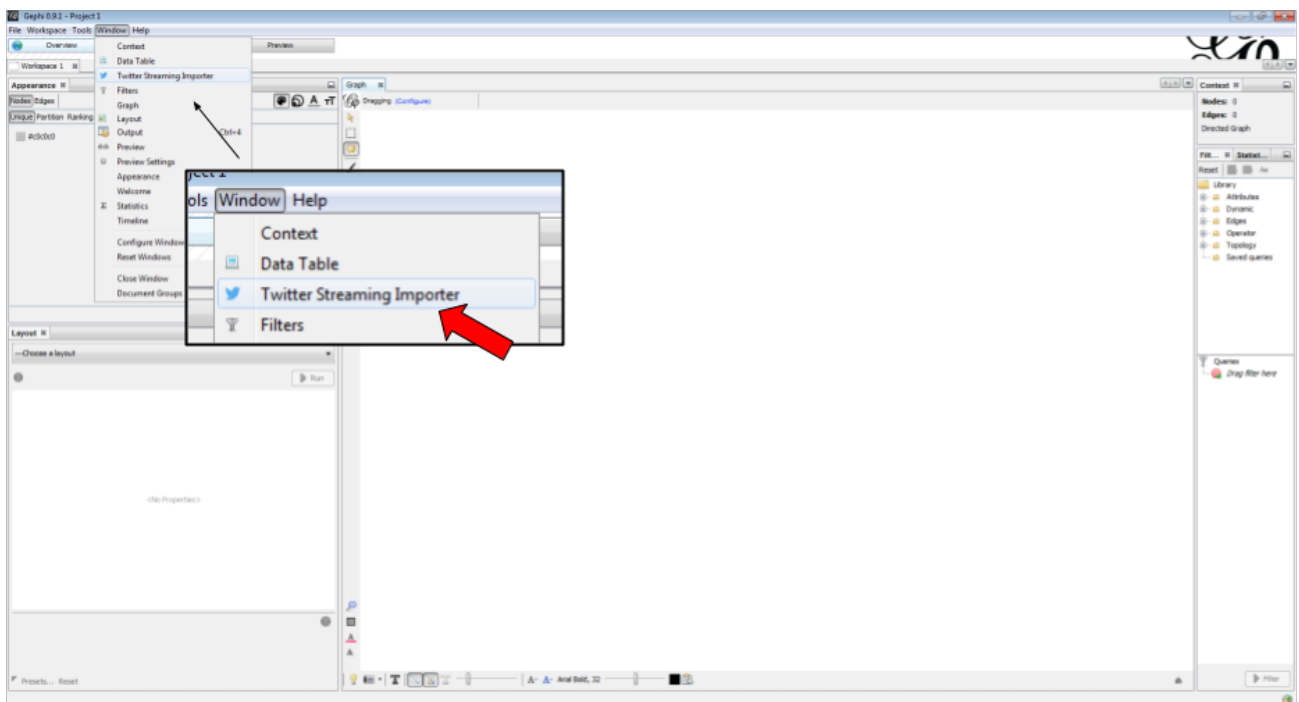 Gephi 0.9.1 - Project 1
File Workspace Tools Window Help
Overview
Preview
Workspace 1
Context
Data Table
Twitter Streaming Importer
Filters
Graph
Layout
Output Ctrl+4
Preview
Preview Settings
Appearance
Welcome
Statistics
Timeline
Configure Window
Reset Windows
Close Window
Document Groups
Appearance
Nodes Edges
Unique Partition Ranking
#c0c0c0
ols Window Help
Context
Data Table
Twitter Streaming Importer
Filters
Layout
---Choose a layout
Run
<No Properties>
Presets... Reset
Graph
Dragging (Configure)
A- A- Arial Bold, 32
Context
Nodes: 0
Edges: 0
Directed Graph
Filt... Statist...
Reset
Library
Attributes
Dynamic
Edges
Operator
Topology
Saved queries
Queries
Drag filter here
Filter